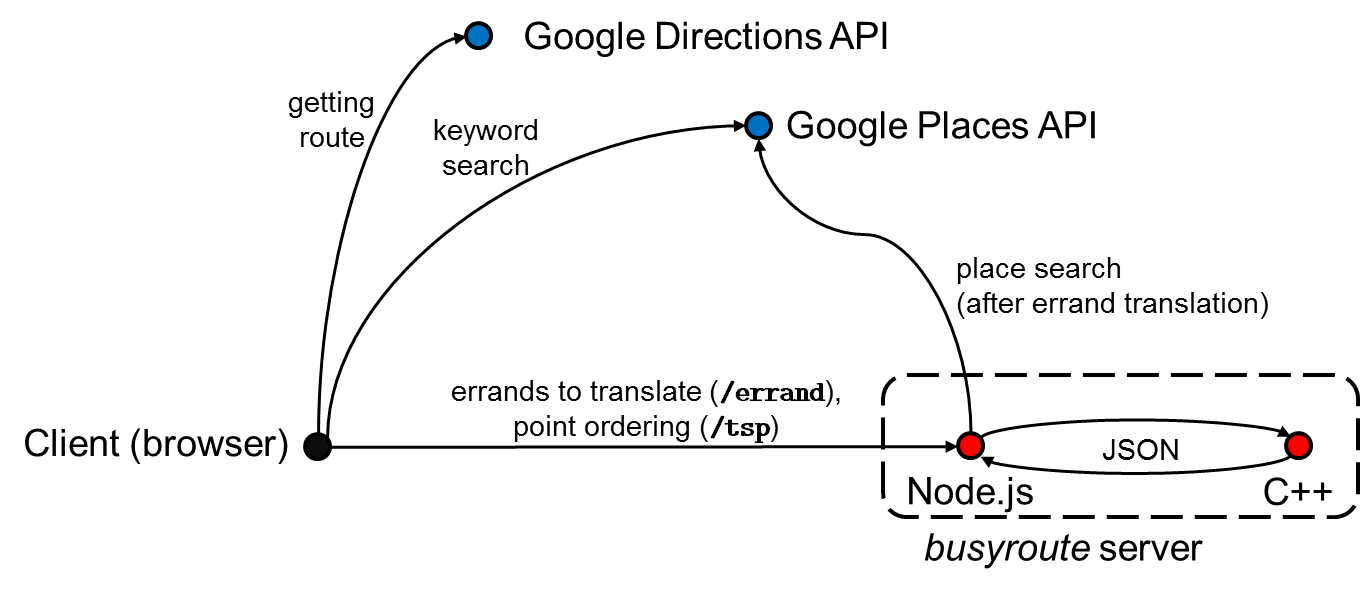 Google Directions API
getting
route
keyword
search
Google Places API
place search
(after errand translation)
errands to translate (/errand),
point ordering (/tsp)
Client (browser)
JSON
Node.js
C++
busyroute server